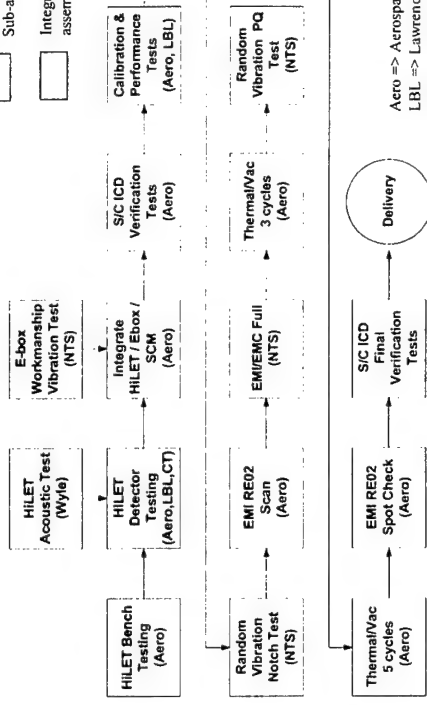 Sub-a
Integr
assem
HiLET
Acoustic Test
(Wyle)
E-box
Workmanship
Vibration Test
(NTS)
HiLET Bench
Testing
(Aero)
HiLET
Detector
Testing
(Aero,LBL,CT)
Integrate
HiLET / Ebox /
SCM
(Aero)
S/C ICD
Verification
Tests
(Aero)
Calibration &
Performance
Tests
(Aero, LBL)
Random
Vibration
Notch Test
(NTS)
EMI RE02
Scan
(Aero)
EMI/EMC Full
(NTS)
Thermal/Vac
3 cycles
(Aero)
Random
Vibration PQ
Test
(NTS)
Thermal/Vac
5 cycles
(Aero)
EMI RE02
Spot Check
(Aero)
S/C ICD
Final
Verification
Tests
Delivery
Aero => Aerospa
LBL => Lawrenc